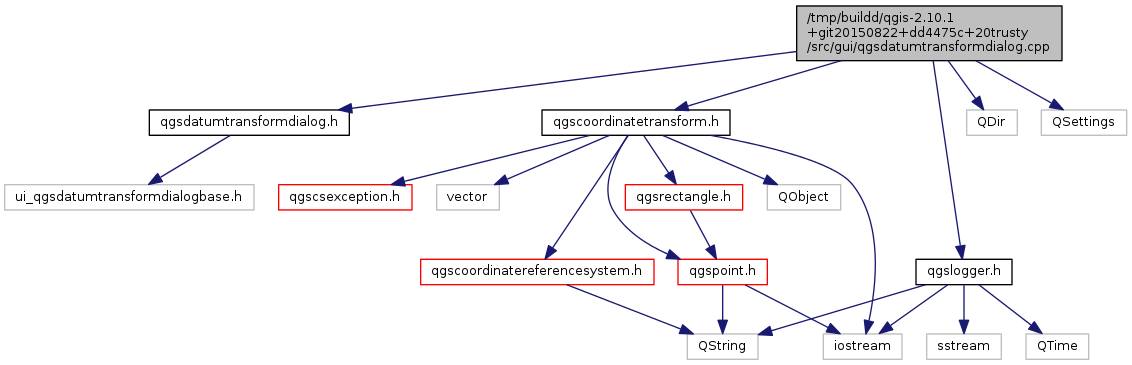 /tmp/buildd/qgis-2.10.1
+git20150822+dd4475c+20trusty
/src/gui/qgsdatumtransformdialog.cpp
qgsdatumtransformdialog.h
qgscoordinatetransform.h
QDir
QSettings
ui_qgsdatumtransformdialogbase.h
qgscsexception.h
vector
qgsrectangle.h
QObject
qgscoordinatereferencesystem.h
qgspoint.h
qgslogger.h
QString
iostream
sstream
QTime